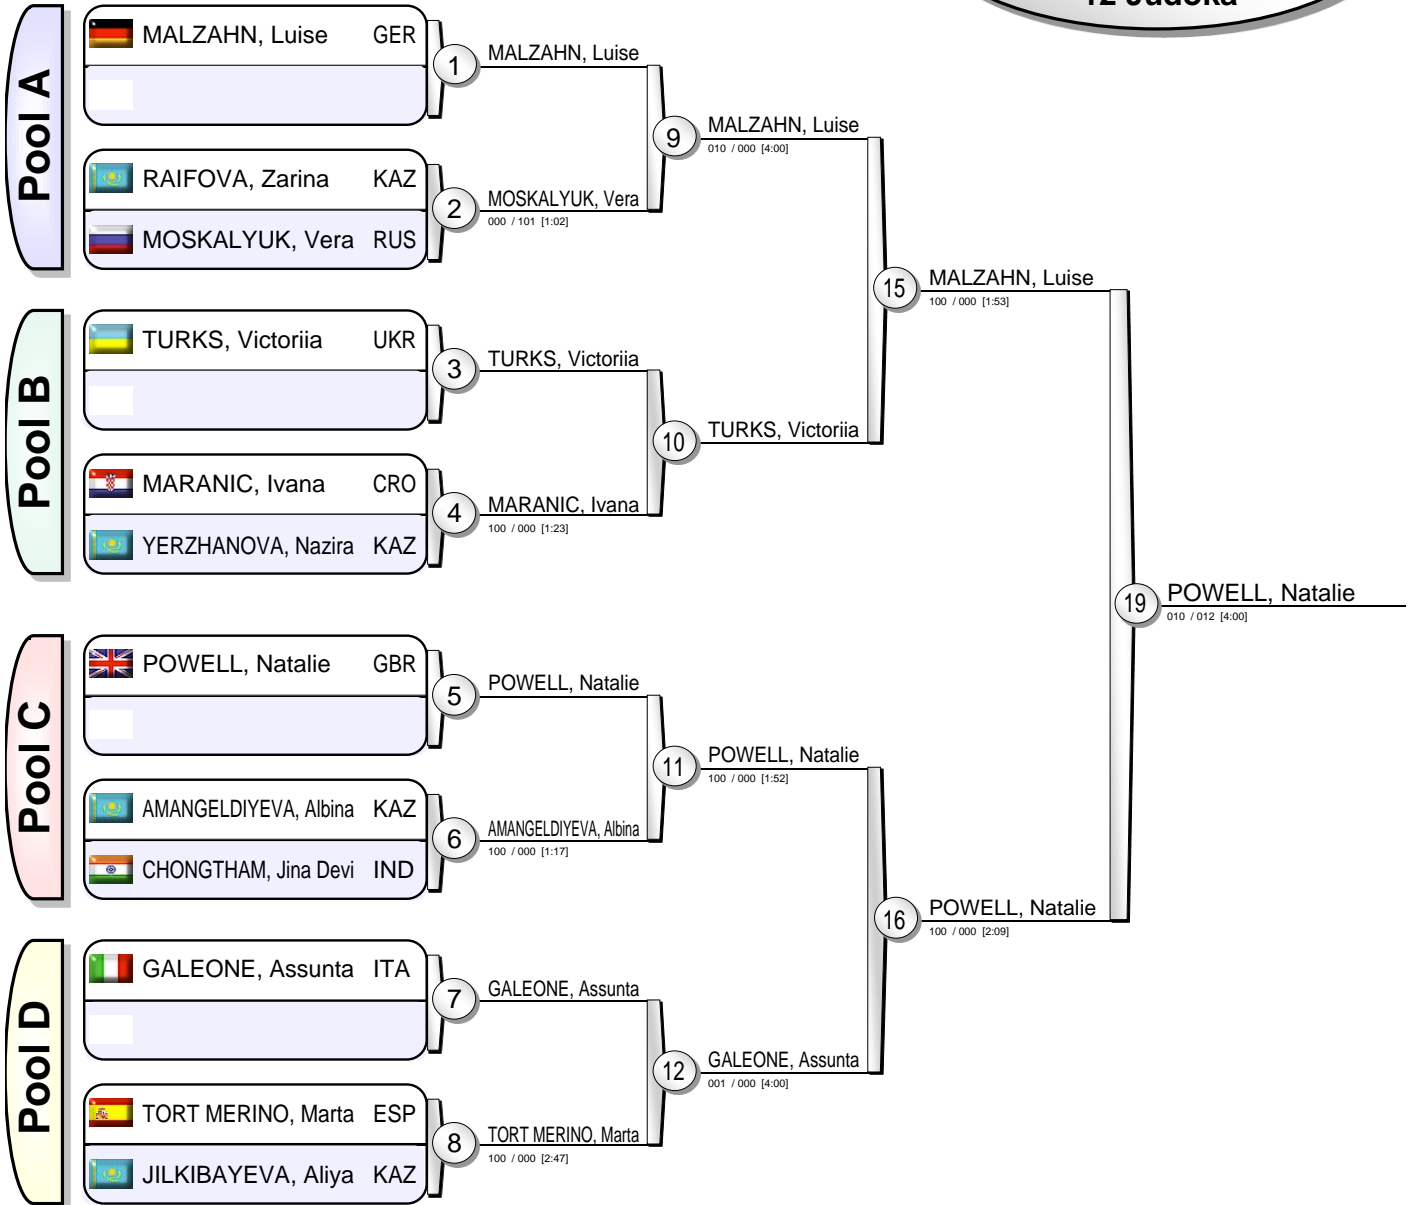 12 Judoka
Pool A
MALZAHN, Luise GER
RAIFOVA, Zarina KAZ
MOSKALYUK, Vera RUS
1
MALZAHN, Luise
2
MOSKALYUK, Vera
000 / 101 [1:02]
9
MALZAHN, Luise
010 / 000 [4:00]
Pool B
TURKS, Victoriia UKR
MARANIC, Ivana CRO
YERZHANOVA, Nazira KAZ
3
TURKS, Victoriia
4
MARANIC, Ivana
100 / 000 [1:23]
10
TURKS, Victoriia
15
MALZAHN, Luise
100 / 000 [1:53]
Pool C
POWELL, Natalie GBR
AMANGELDIYEVA, Albina KAZ
CHONGTHAM, Jina Devi IND
5
POWELL, Natalie
6
AMANGELDIYEVA, Albina
100 / 000 [1:17]
11
POWELL, Natalie
100 / 000 [1:52]
Pool D
GALEONE, Assunta ITA
TORT MERINO, Marta ESP
JILKIBAYEVA, Aliya KAZ
7
GALEONE, Assunta
8
TORT MERINO, Marta
100 / 000 [2:47]
12
GALEONE, Assunta
001 / 000 [4:00]
16
POWELL, Natalie
100 / 000 [2:09]
19
POWELL, Natalie
010 / 012 [4:00]